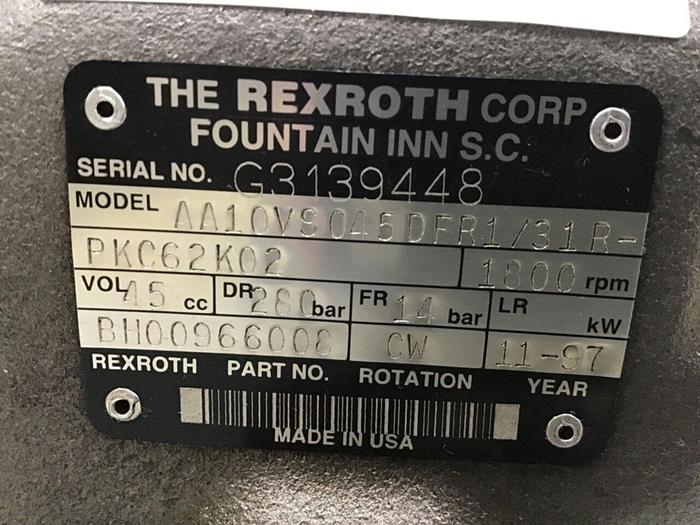 THE REXROTH CORP
FOUNTAIN INN S.C.
SERIAL NO. G3139448
MODEL AA10VSO45DFR1/31R-
PKC62K02 1800 rpm
VOL 45 cc DR 280 bar FR 14 bar LR kW
BH00966008 CW 11-97
REXROTH PART NO. ROTATION YEAR
MADE IN USA